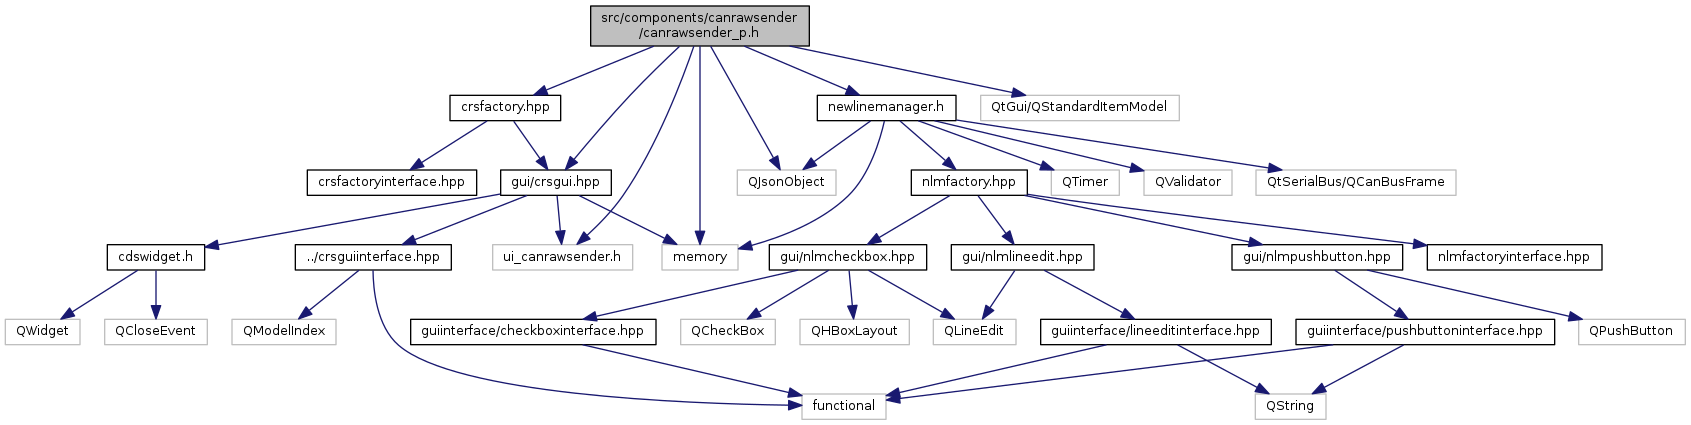 src/components/canrawsender
/canrawsender_p.h
crsfactory.hpp
newlinemanager.h
QtGui/QStandardItemModel
crsfactoryinterface.hpp
gui/crsgui.hpp
QJsonObject
nlmfactory.hpp
QTimer
QValidator
QtSerialBus/QCanBusFrame
cdswidget.h
../crsguiinterface.hpp
ui_canrawsender.h
memory
gui/nlmcheckbox.hpp
gui/nlmlineedit.hpp
gui/nlmpushbutton.hpp
nlmfactoryinterface.hpp
QWidget
QCloseEvent
QModelIndex
guiinterface/checkboxinterface.hpp
QCheckBox
QHBoxLayout
QLineEdit
guiinterface/lineeditinterface.hpp
guiinterface/pushbuttoninterface.hpp
QPushButton
functional
QString